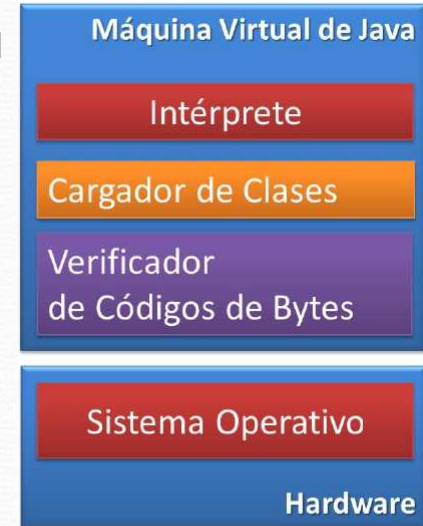 Máquina Virtual de Java
Intérprete
Cargador de Clases
Verificador
de Códigos de Bytes
Sistema Operativo
Hardware